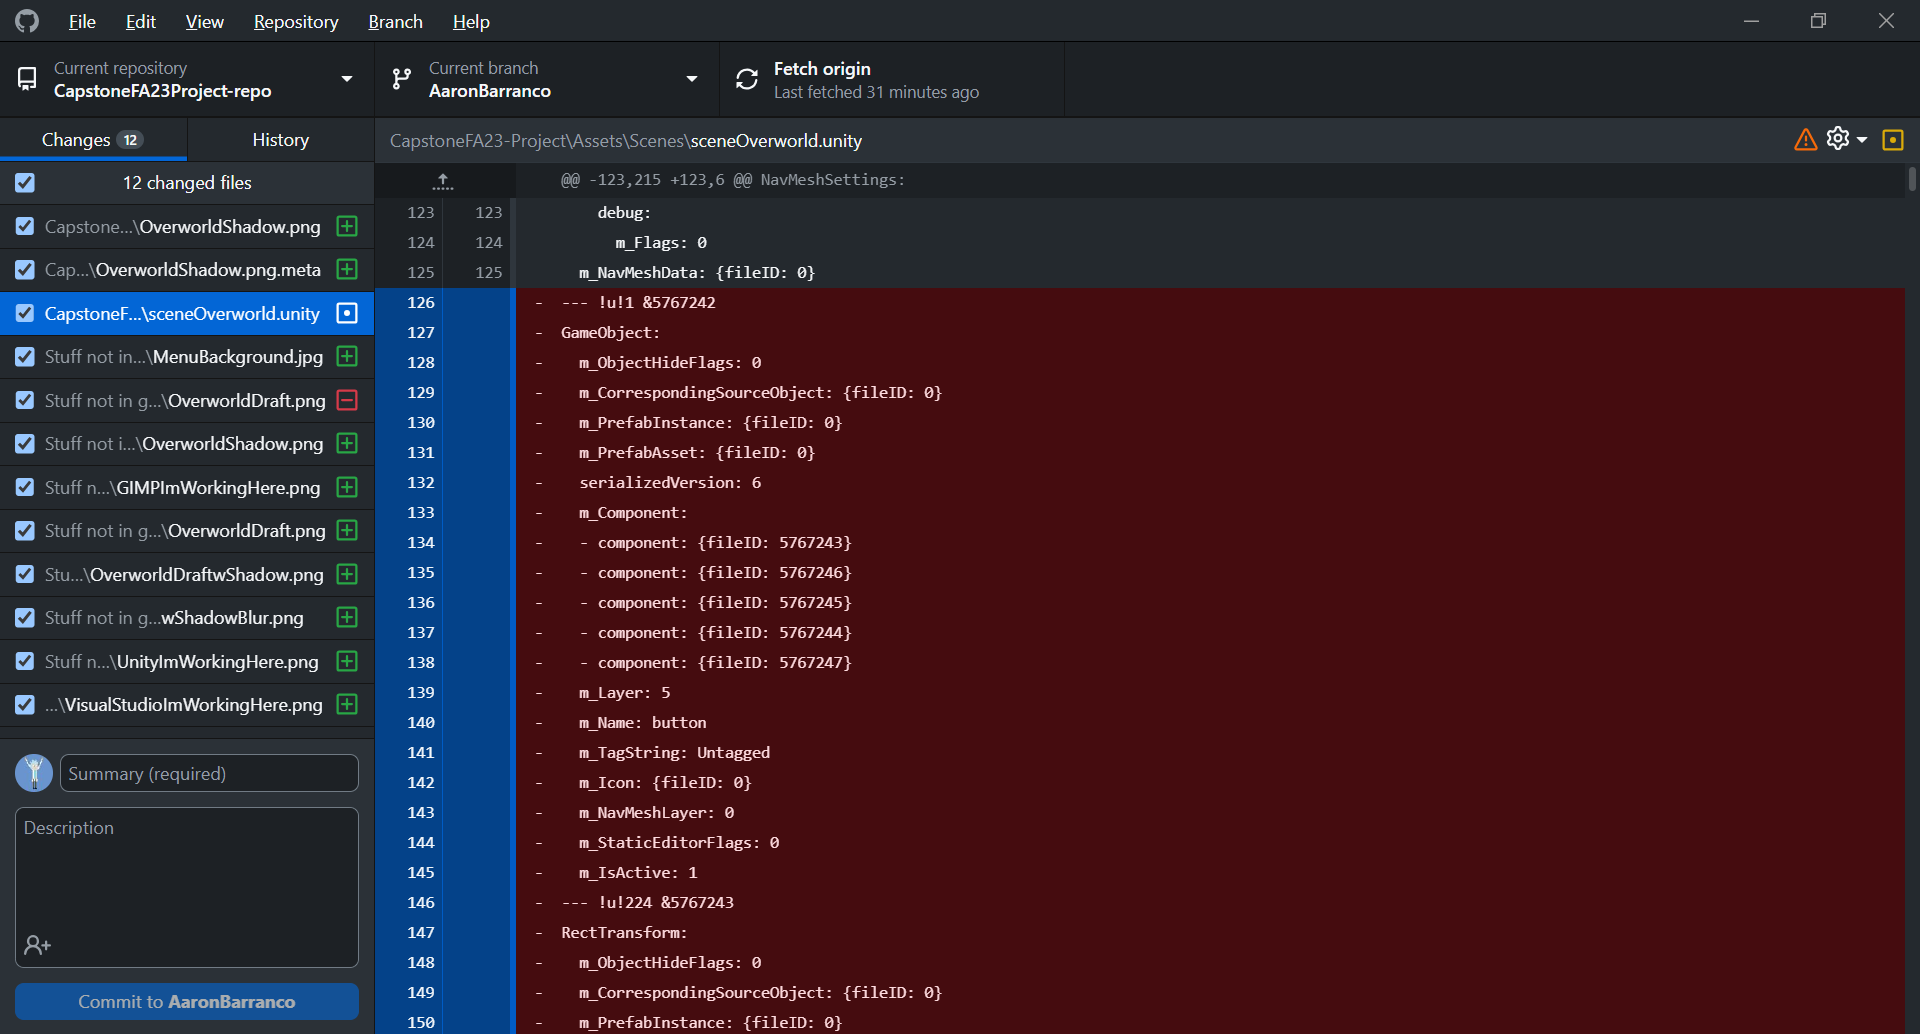 File Edit View Repository Branch Help
Current repository
CapstoneFA23Project-repo
Current branch
AaronBarranco
Fetch origin
Last fetched 31 minutes ago
Changes 12
History
12 changed files
Capstone...\OverworldShadow.png
Cap...\OverworldShadow.png.meta
CapstoneF...\sceneOverworld.unity
Stuff not in...\MenuBackground.jpg
Stuff not in g...\OverworldDraft.png
Stuff not i...\OverworldShadow.png
Stuff n...\GIMPImWorkingHere.png
Stuff not in g...\OverworldDraft.png
Stu...\OverworldDraftwShadow.png
Stuff not in g...wShadowBlur.png
Stuff n...\UnityImWorkingHere.png
...\VisualStudioImWorkingHere.png
Summary (required)
Description
Commit to AaronBarranco
CapstoneFA23-Project\Assets\Scenes\sceneOverworld.unity
@@ -123,215 +123,6 @@ NavMeshSettings:
123 123 debug:
124 124 m_Flags: 0
125 125 m_NavMeshData: {fileID: 0}
126 - --- !u!1 &5767242
127 - GameObject:
128 - m_ObjectHideFlags: 0
129 - m_CorrespondingSourceObject: {fileID: 0}
130 - m_PrefabInstance: {fileID: 0}
131 - m_PrefabAsset: {fileID: 0}
132 - serializedVersion: 6
133 - m_Component:
134 - - component: {fileID: 5767243}
135 - - component: {fileID: 5767246}
136 - - component: {fileID: 5767245}
137 - - component: {fileID: 5767244}
138 - - component: {fileID: 5767247}
139 - m_Layer: 5
140 - m_Name: button
141 - m_TagString: Untagged
142 - m_Icon: {fileID: 0}
143 - m_NavMeshLayer: 0
144 - m_StaticEditorFlags: 0
145 - m_IsActive: 1
146 - --- !u!224 &5767243
147 - RectTransform:
148 - m_ObjectHideFlags: 0
149 - m_CorrespondingSourceObject: {fileID: 0}
150 - m_PrefabInstance: {fileID: 0}